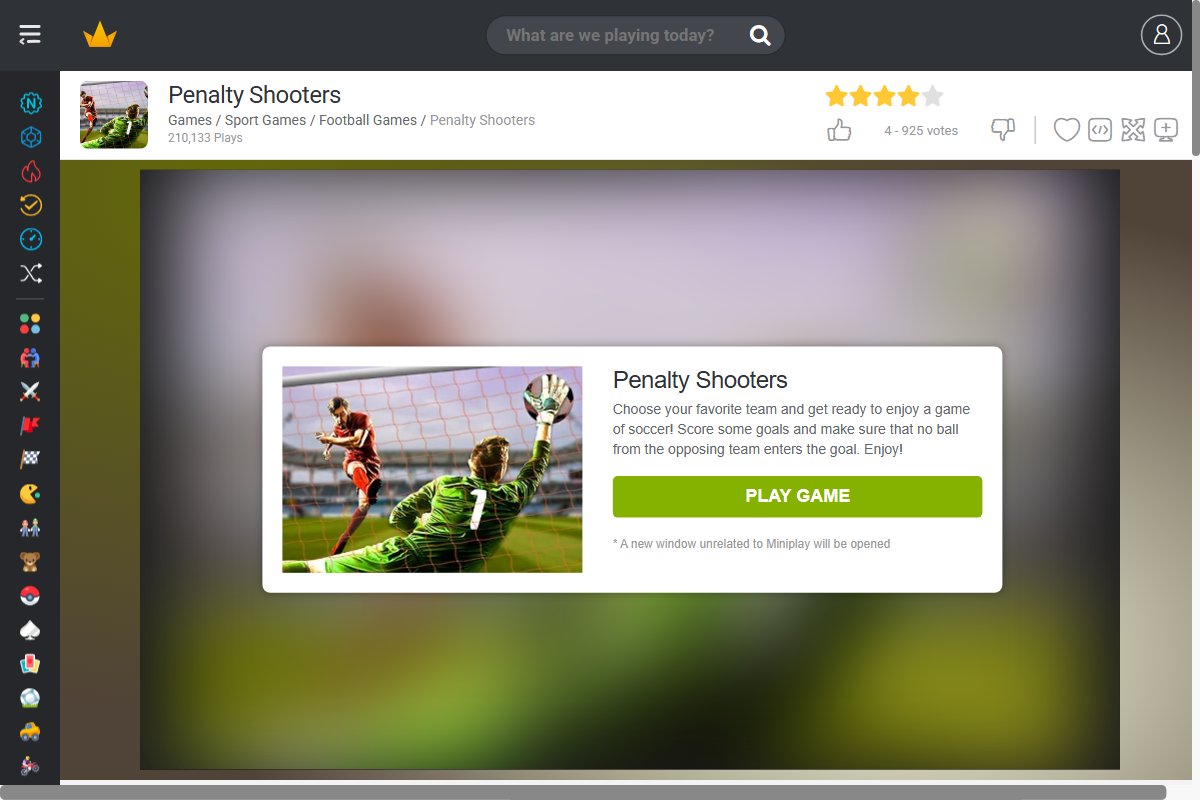 What are we playing today?
Penalty Shooters
Games / Sport Games / Football Games / Penalty Shooters
210,133 Plays
4 - 925 votes
N
Penalty Shooters
Choose your favorite team and get ready to enjoy a game
of soccer! Score some goals and make sure that no ball
from the opposing team enters the goal. Enjoy!
1
PLAY GAME
* A new window unrelated to Miniplay will be opened